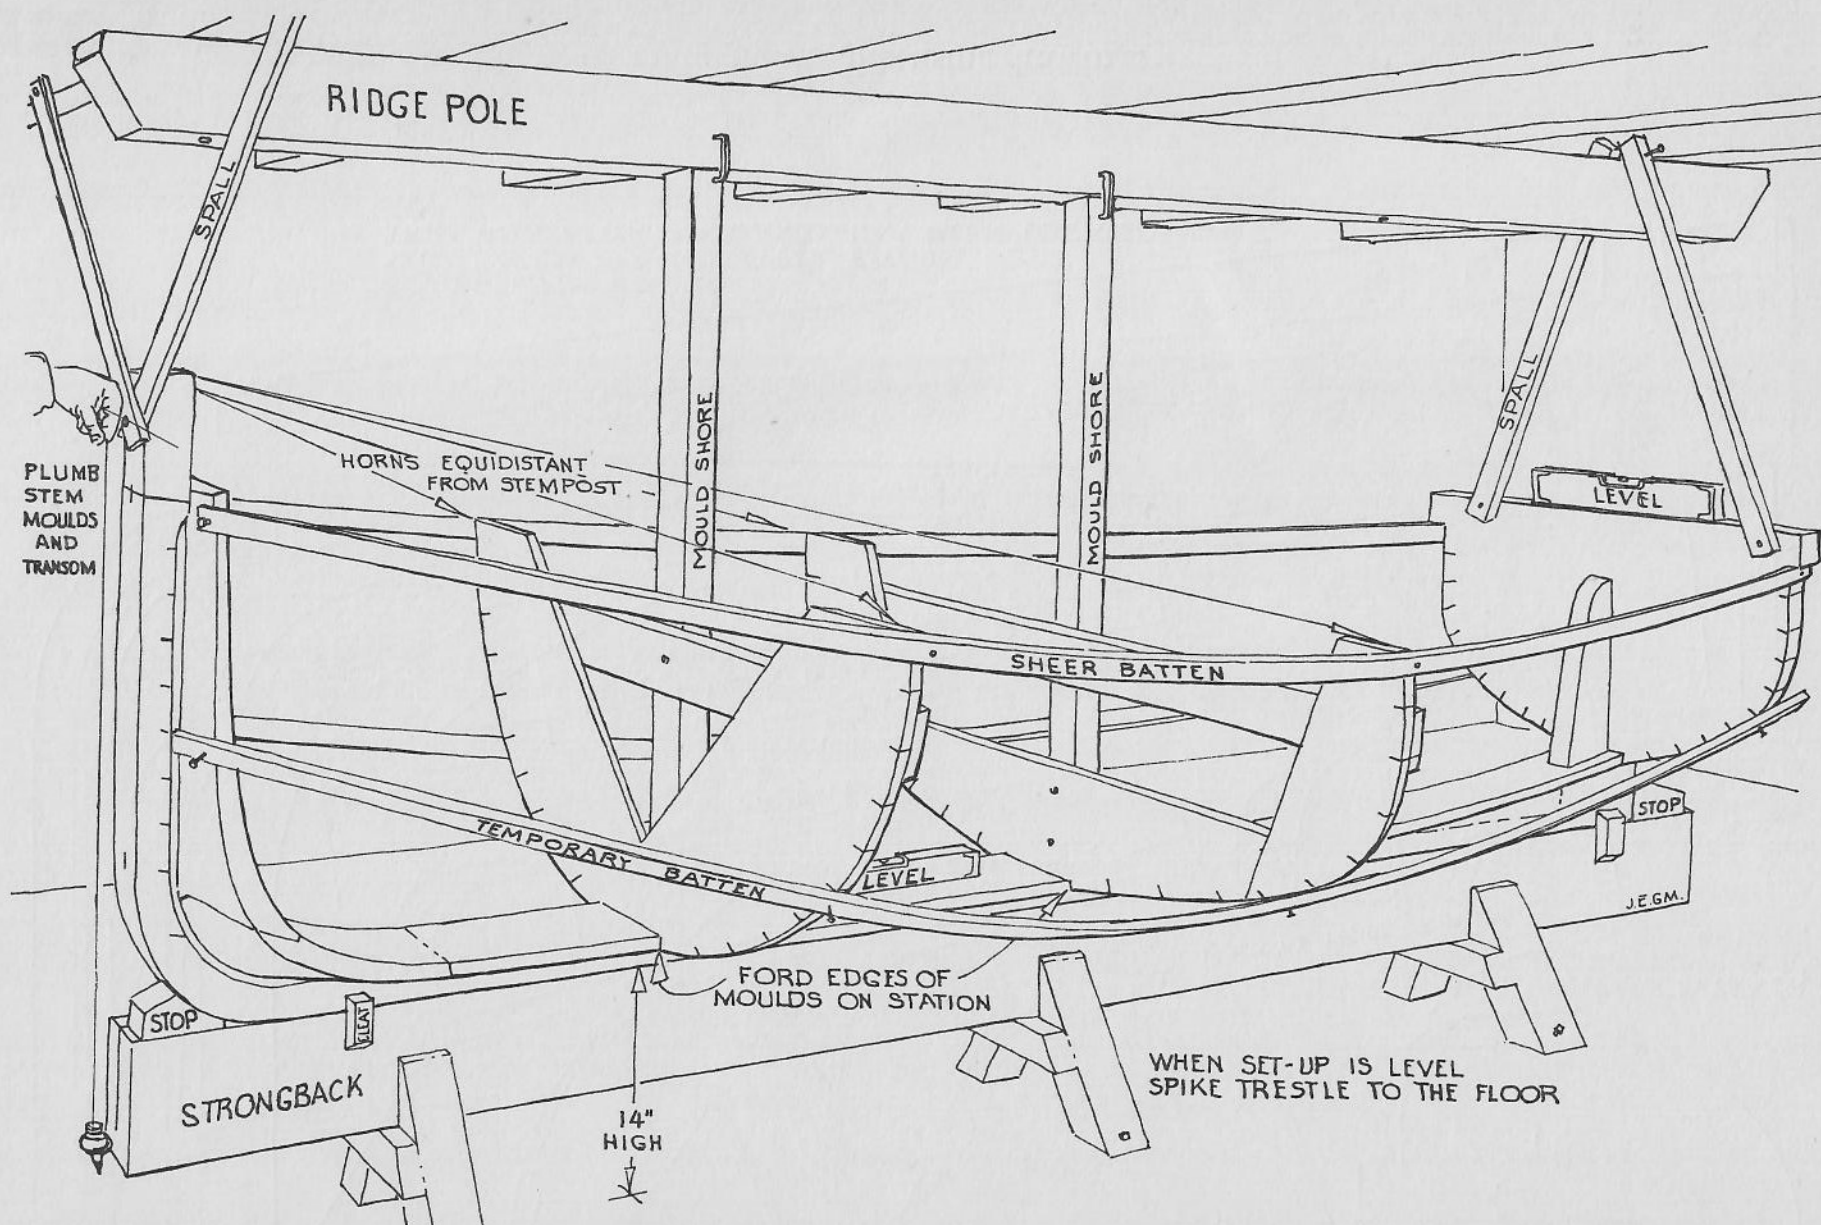 RIDGE POLE
SPALL
MOULD SHORE
MOULD SHORE
SPALL
LEVEL
HORNS EQUIDISTANT
FROM STEMPOST
PLUMB
STEM
MOULDS
AND
TRANSOM
SHEER BATTEN
TEMPORARY BATTEN
LEVEL
STOP
J.E.GM.
FORD EDGES OF
MOULDS ON STATION
STOP
CLEAT
STRONGBACK
14"
HIGH
WHEN SET-UP IS LEVEL
SPIKE TRESTLE TO THE FLOOR